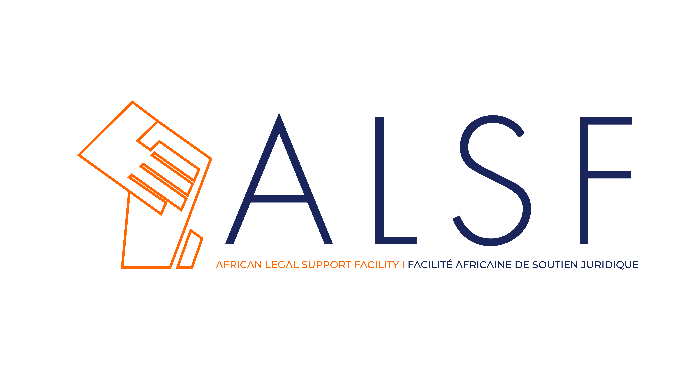 ALSF
AFRICAN LEGAL SUPPORT FACILITY | FACILITÉ AFRICAINE DE SOUTIEN JURIDIQUE